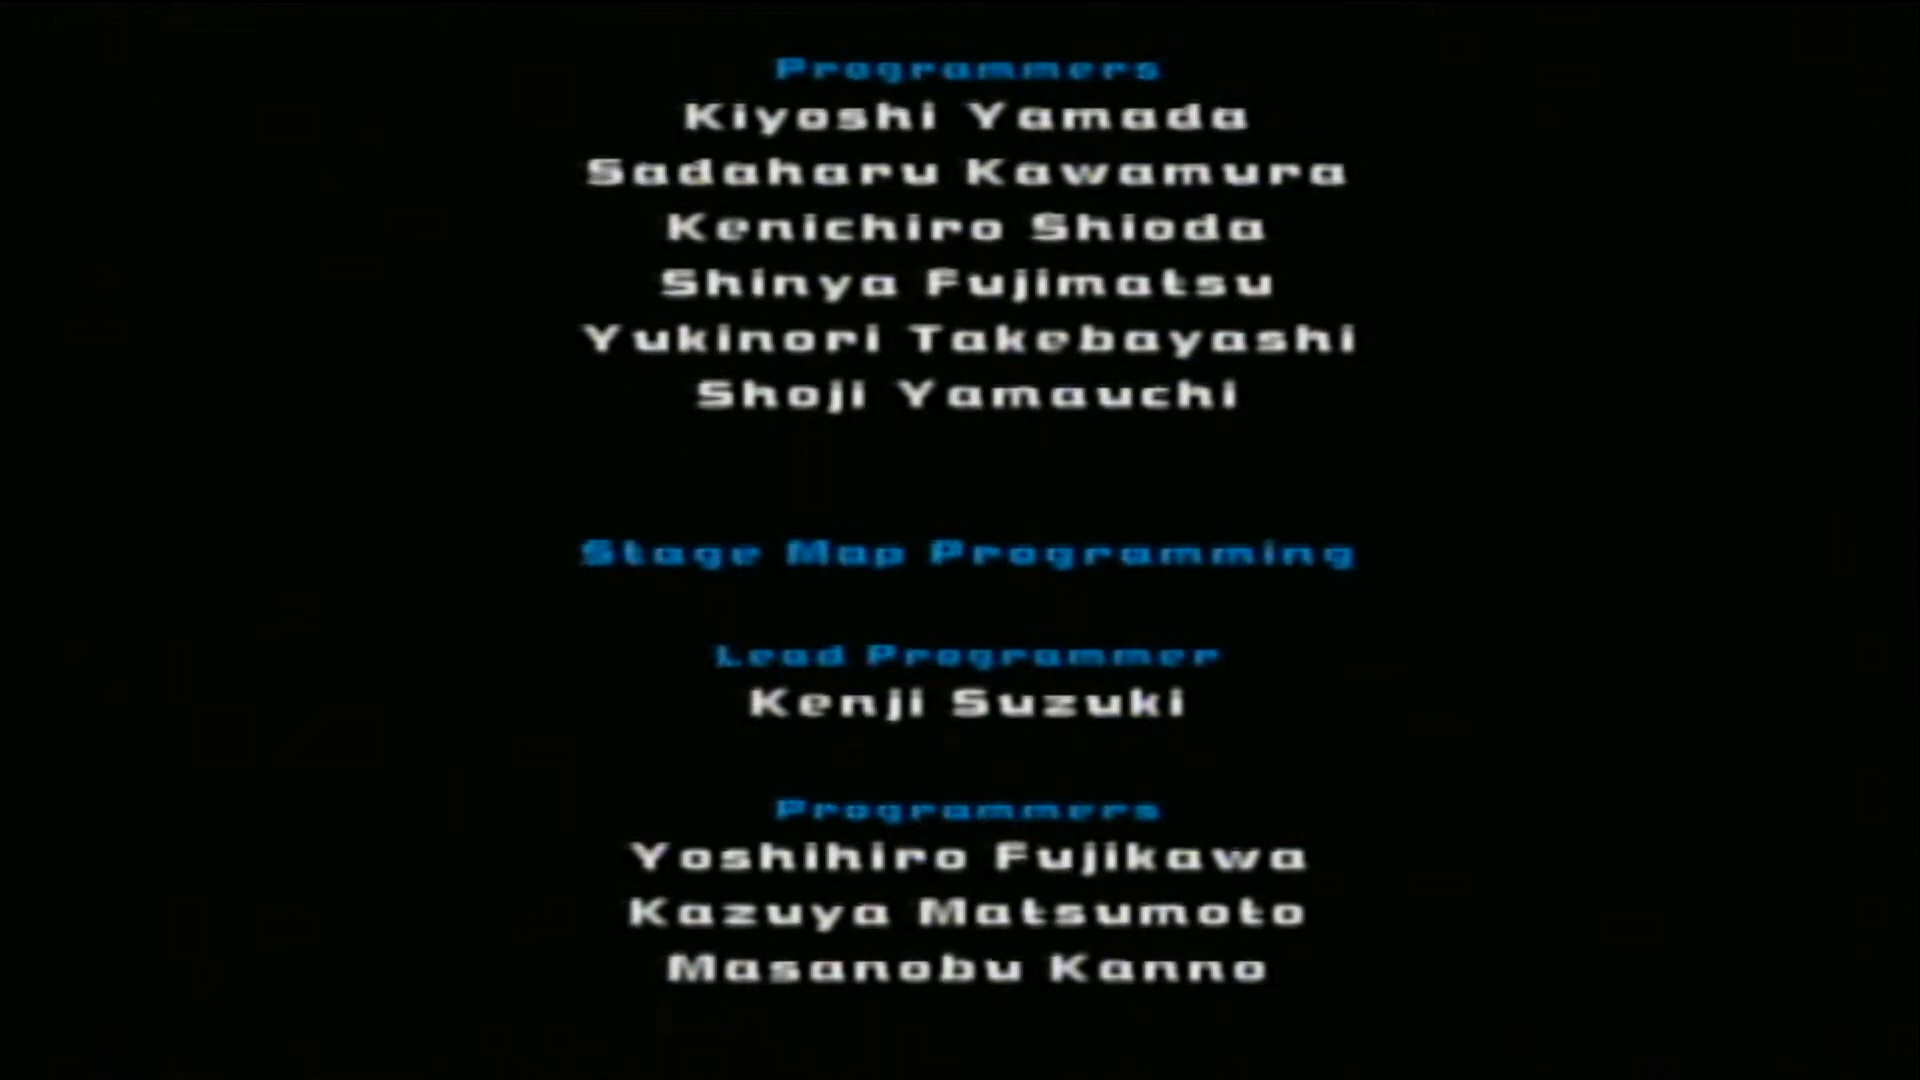 Programmers
Kiyoshi Yamada
Sadaharu Kawamura
Kenichiro Shioda
Shinya Fujimatsu
Yukinori Takebayashi
Shoji Yamauchi
Stage Map Programming
Lead Programmer
Kenji Suzuki
Programmers
Yoshihiro Fujikawa
Kazuya Matsumoto
Masanobu Kanno